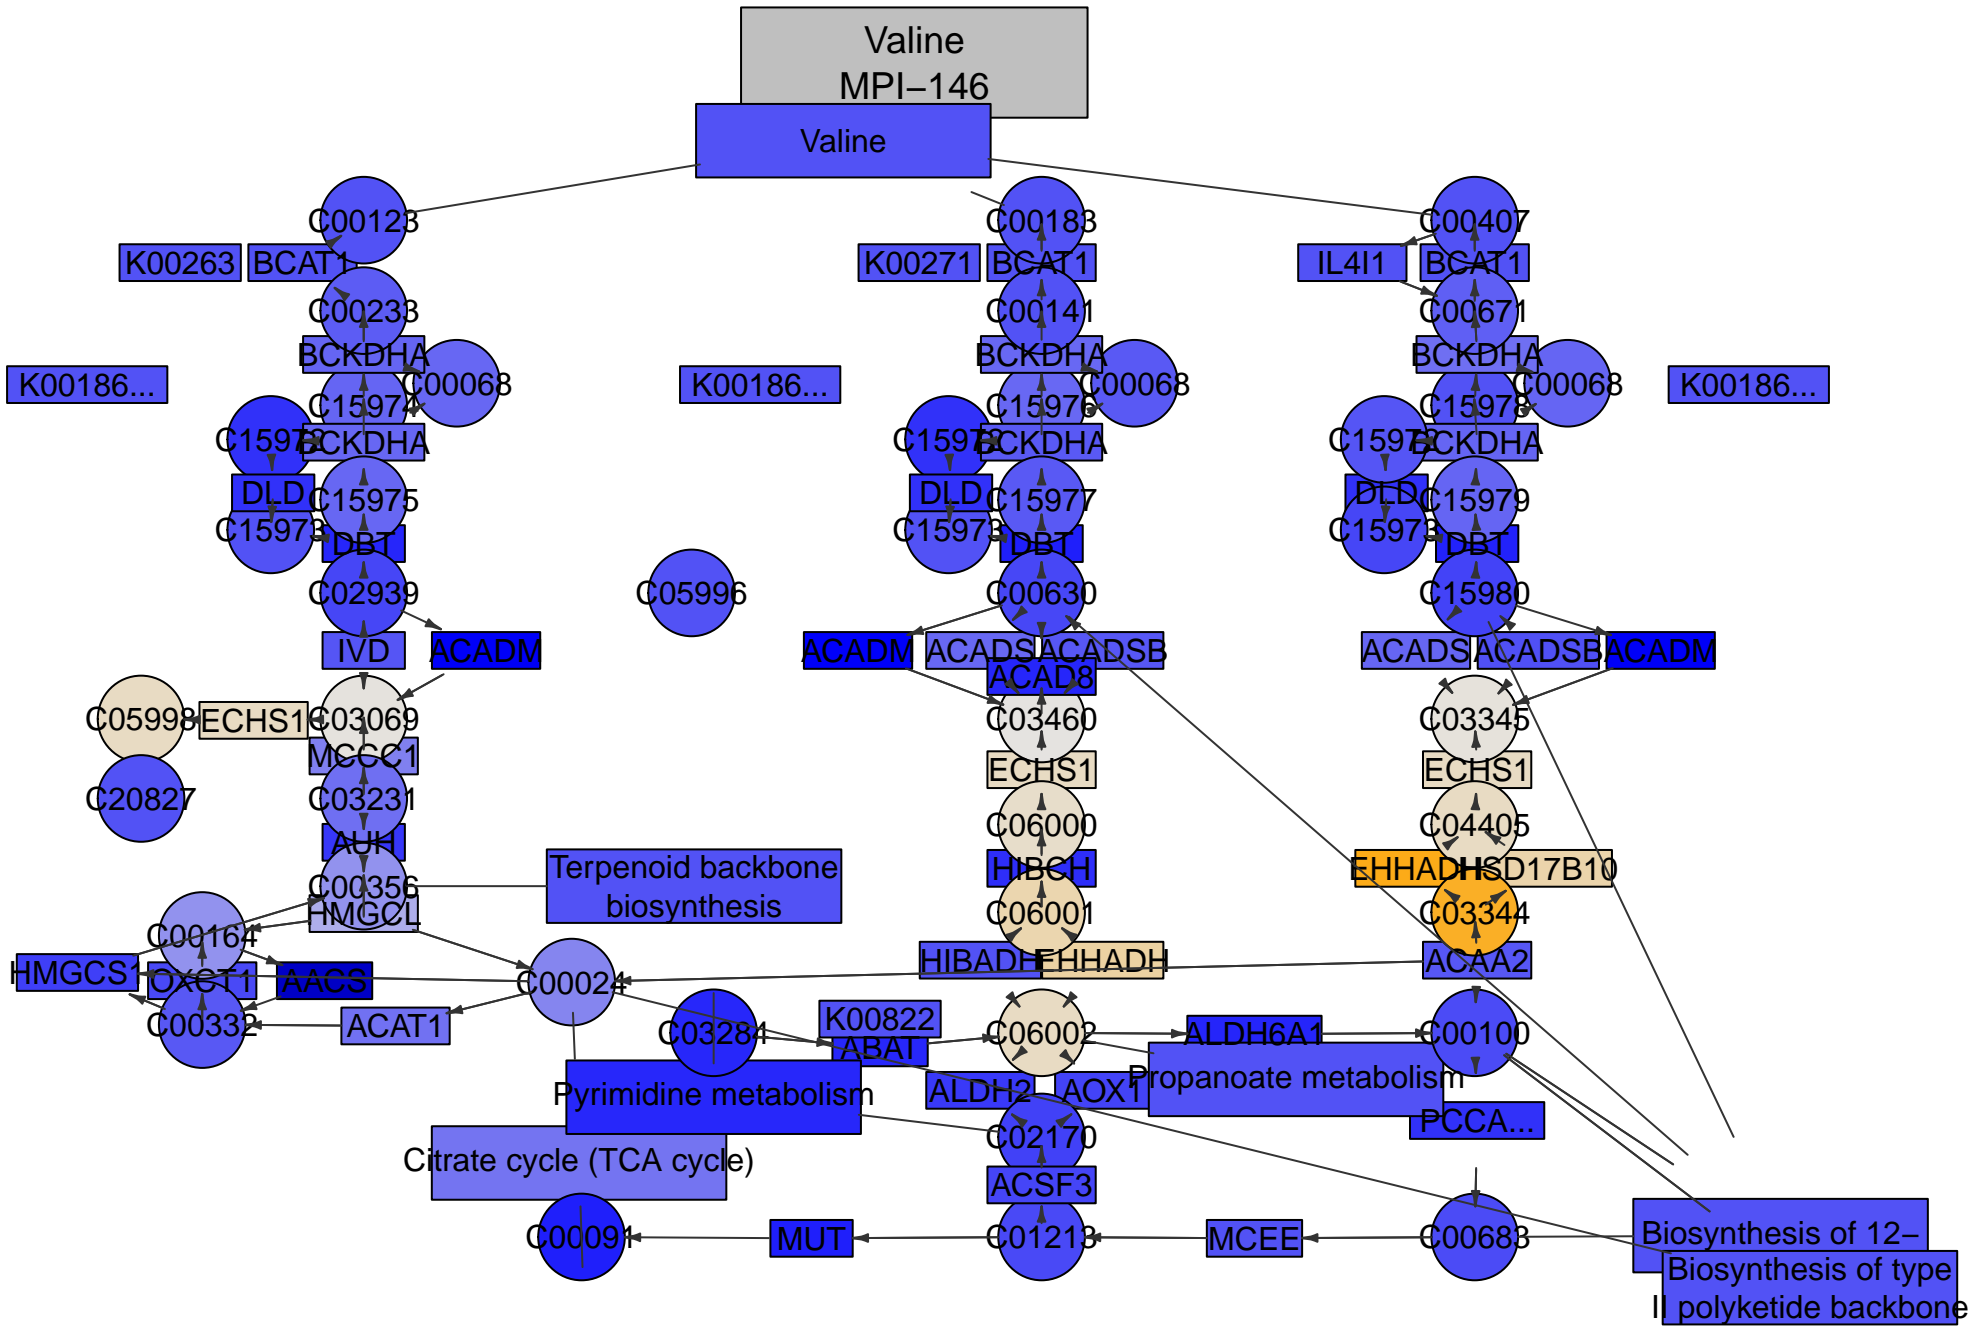 Valine
MPI−146
Valine
C00123
C00183
C00407
K00263
BCAT1
K00271
BCAT1
IL4I1
BCAT1
C00233
C00141
C00671
BCKDHA
BCKDHA
BCKDHA
K00186...
C00068
K00186...
C00068
C00068
K00186...
C15974
C15976
C15978
C15972
BCKDHA
C15972
BCKDHA
C15972
BCKDHA
DLD
C15975
DLD
C15977
DLD
C15979
C15973
DBT
C15973
DBT
C15973
DBT
C02939
C05996
C00630
C15980
IVD
ACADM
ACADM
ACADS
ACADSB
ACADS
ACADSB
ACADM
ACAD8
C05998
ECHS1
C03069
C03460
C03345
MCCC1
ECHS1
ECHS1
C20827
C03231
C06000
C04405
AUH
HIBCH
EHHADH
HSD17B10
C00356
Terpenoid backbone
biosynthesis
HMGCL
C06001
C03344
C00164
HMGCS1
OXCT1
AACS
C00024
HIBADH
EHHADH
ACAA2
C00332
ACAT1
C03284
K00822
ABAT
C06002
ALDH6A1
C00100
Pyrimidine metabolism
ALDH2
AOX1
Propanoate metabolism
PCCA...
C02170
Citrate cycle (TCA cycle)
ACSF3
C00091
MUT
C01213
MCEE
C00683
Biosynthesis of 12−
Biosynthesis of type
II polyketide backbone